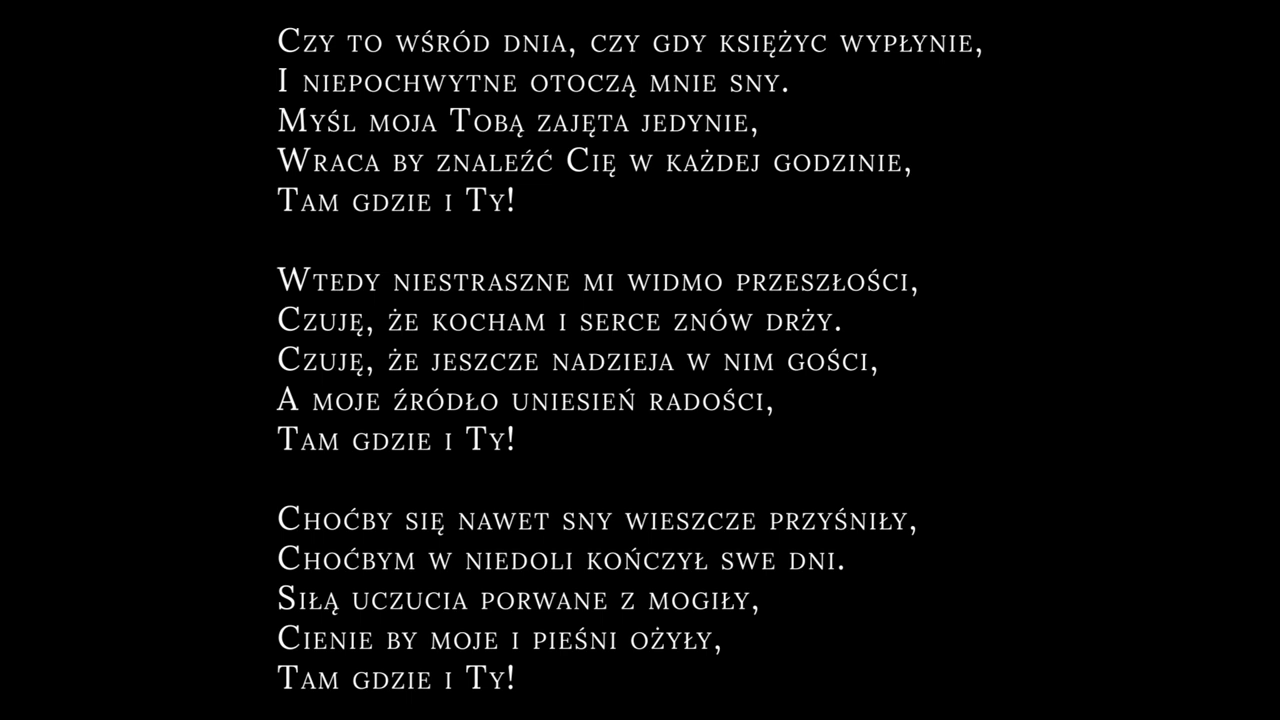 Czy to wśród dnia, czy gdy księżyc wypłynie,
I niepochwytne otoczą mnie sny.
Myśl moja Tobą zajęta jedynie,
Wraca by znaleźć Cię w każdej godzinie,
Tam gdzie i Ty!

Wtedy niestraszne mi widmo przeszłości,
Czuję, że kocham i serce znów drży.
Czuję, że jeszcze nadzieja w nim gości,
A moje źródło uniesień radości,
Tam gdzie i Ty!

Choćby się nawet sny wieszcze przyśniły,
Choćbym w niedoli kończył swe dni.
Siłą uczucia porwane z mogiły,
Cienie by moje i pieśni ożyły,
Tam gdzie i Ty!